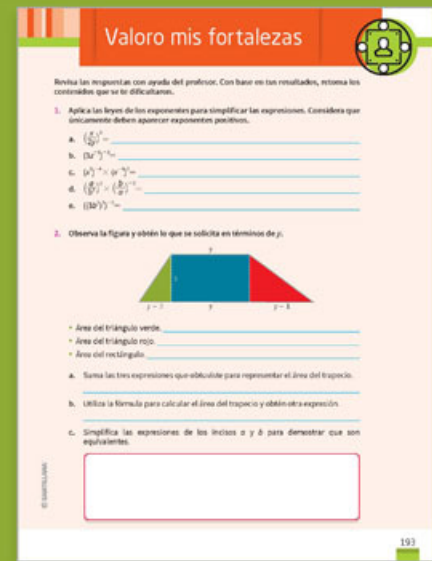 Valoro mis fortalezas
Revisa las respuestas con ayuda del profesor. Con base en tus resultados, retoma los
contenidos que se te dificultaron.
1. Aplica las leyes de los exponentes para simplificar las expresiones. Considera que
únicamente deben aparecer exponentes positivos.
a.
b.
c.
d.
e.
2. Observa la figura y obtén lo que se solicita en términos de y.
y
y
• Área del triángulo verde.
• Área del triángulo rojo.
• Área del rectángulo.
a. Suma las tres expresiones que obtuviste para representar el área del trapecio.
b. Utiliza la fórmula para calcular el área del trapecio y obtén otra expresión.
c. Simplifica las expresiones de los incisos a y b para demostrar que son
equivalentes.
© SANTILLANA
193